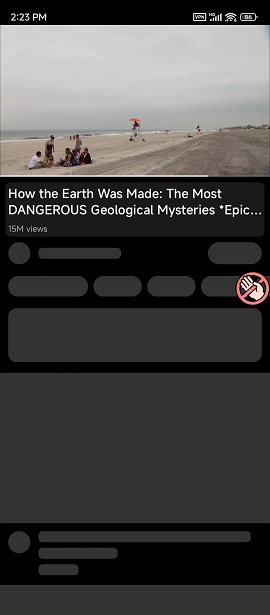 2:23 PM
VPN
86
How the Earth Was Made: The Most
DANGEROUS Geological Mysteries *Epic...
15M views